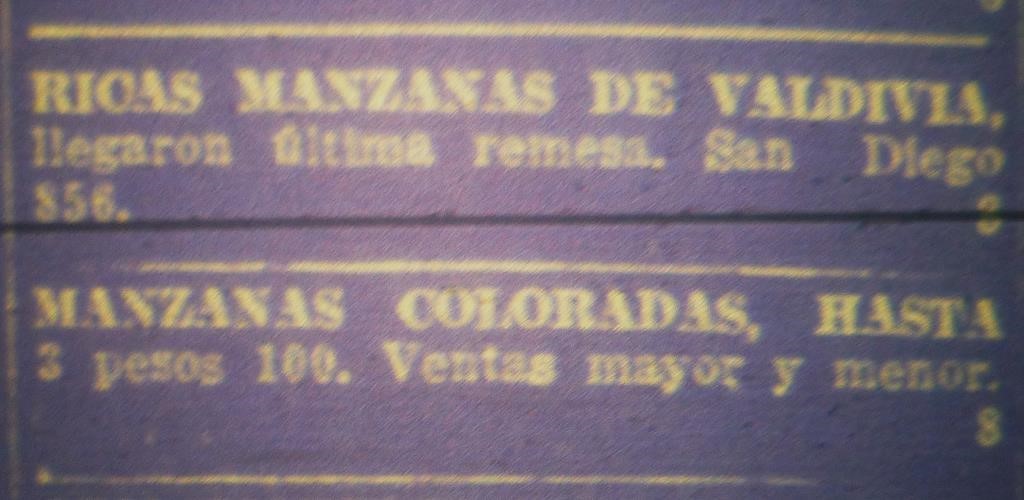 RICAS MANZANAS DE VALDIVIA,
llegaron última remesa. San Diego
856.
8
MANZANAS COLORADAS, HASTA
3 pesos 100. Ventas mayor y menor.
8